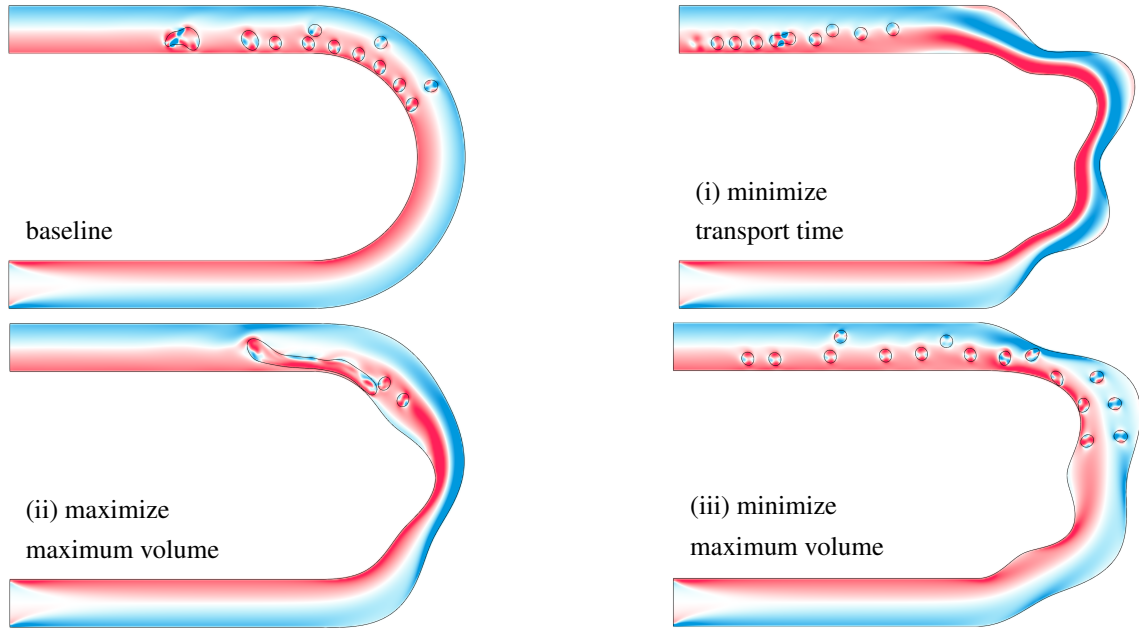 baseline
(i) minimize
transport time
(ii) maximize
maximum volume
(iii) minimize
maximum volume